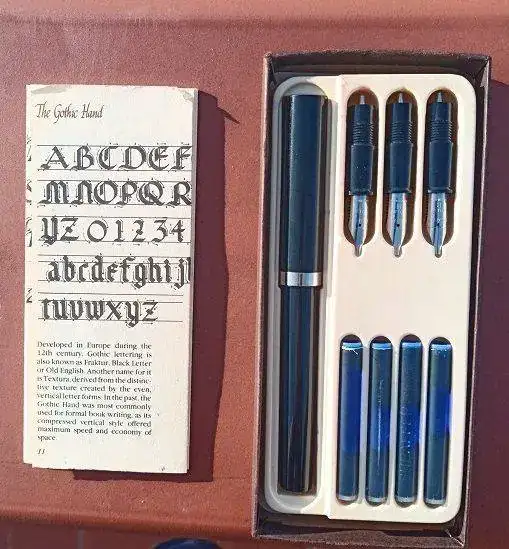 The Gothic Hand
ABCDEF
MNOPQR
YZ 01234
abcdefghij
tuvwxyz
Developed in Europe during the
12th century, Gothic lettering is
also known as Fraktur, Black Letter
or Old English. Another name for it
is Textura, derived from the distinc-
tive texture created by the even,
vertical letter forms. In the past, the
Gothic Hand was most commonly
used for formal book writing, as its
compressed vertical style offered
maximum speed and economy of
space.
11